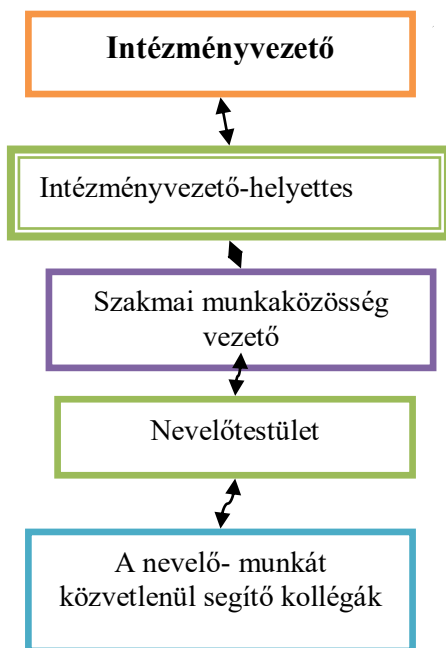 Intézményvezető
Intézményvezető-helyettes
Szakmai munkaközösség
vezető
Nevelőtestület
A nevelő- munkát
közvetlenül segítő kollégák